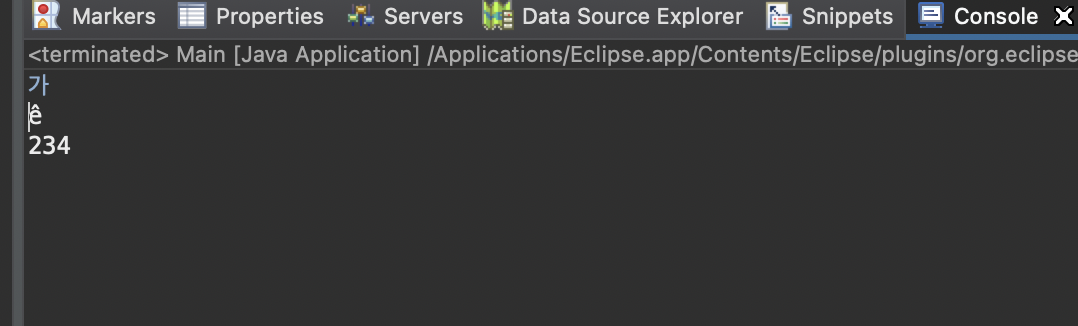 Markers Properties Servers Data Source Explorer Snippets Console
<terminated> Main [Java Application] /Applications/Eclipse.app/Contents/Eclipse/plugins/org.eclipse
가
ê
234